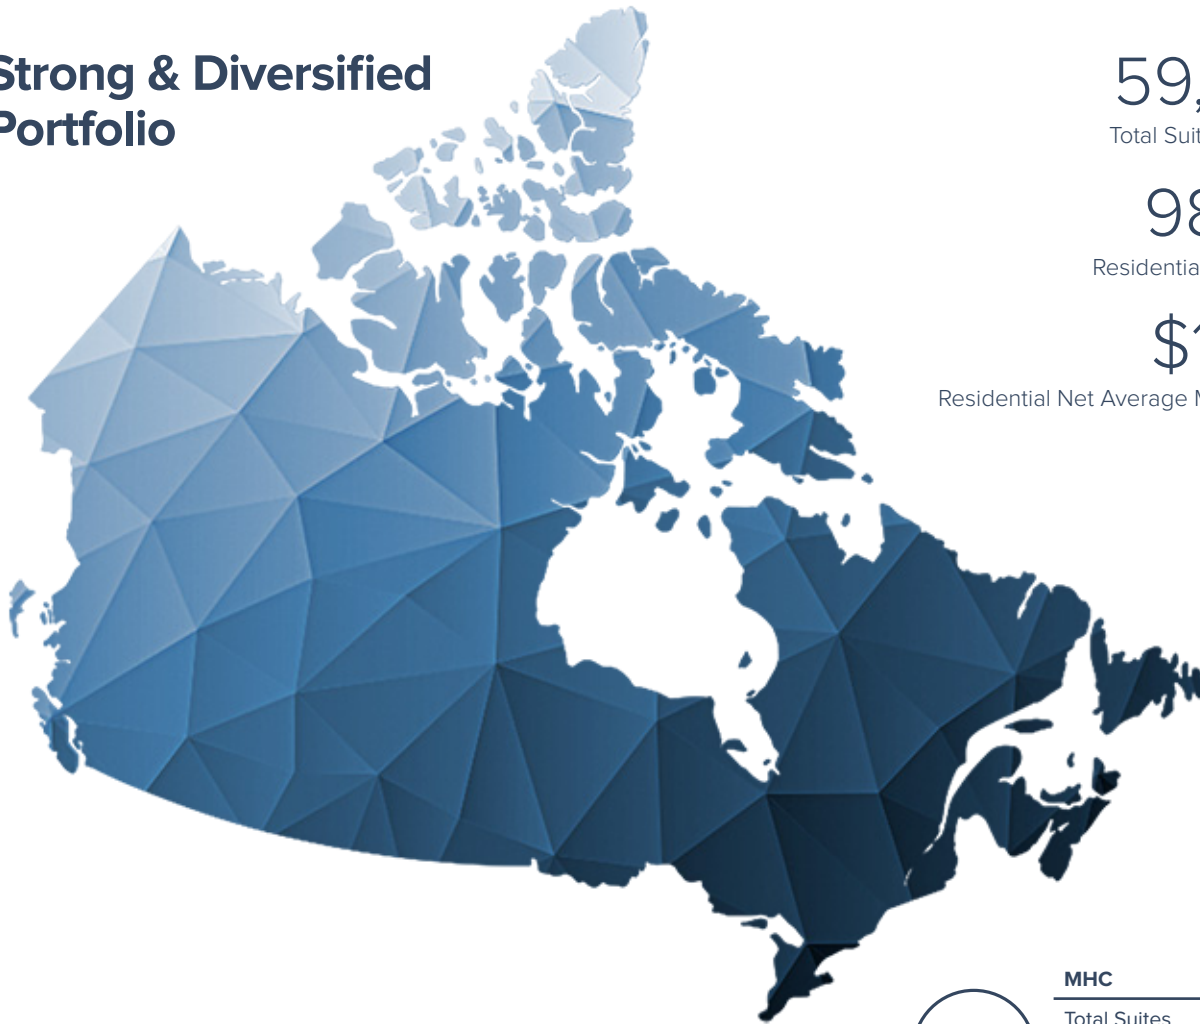 Strong & Diversified
Portfolio
59,
Total Suit
98
Residentia
$1
Residential Net Average M
MHC
Total Suites